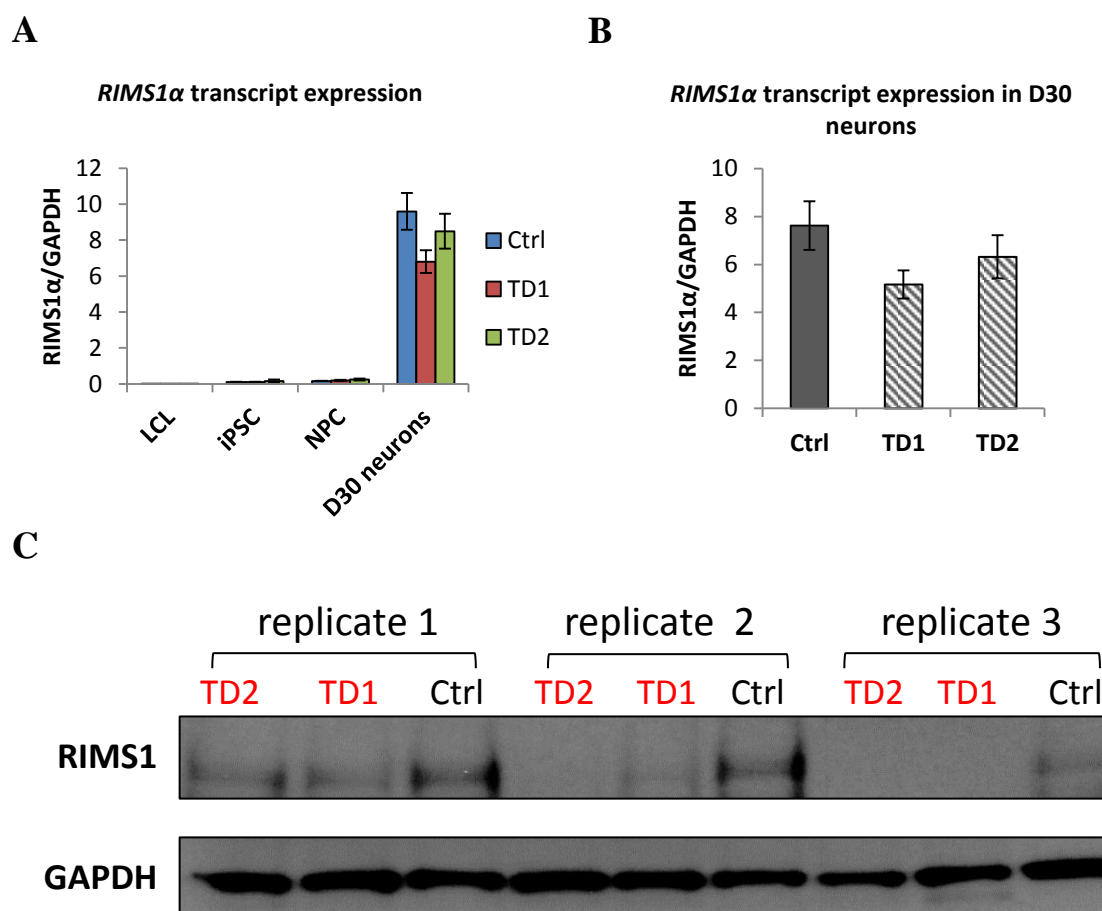 A
RIMS1α transcript expression
RIMS1α/GAPDH
12
10
8
6
4
2
0
LCL
iPSC
NPC
D30 neurons
Ctrl
TD1
TD2
B
RIMS1α transcript expression in D30
neurons
RIMS1α/GAPDH
10
8
6
4
2
0
Ctrl TD1 TD2
C
replicate 1 replicate 2 replicate 3
TD2 TD1 Ctrl TD2 TD1 Ctrl TD2 TD1 Ctrl
RIMS1
GAPDH